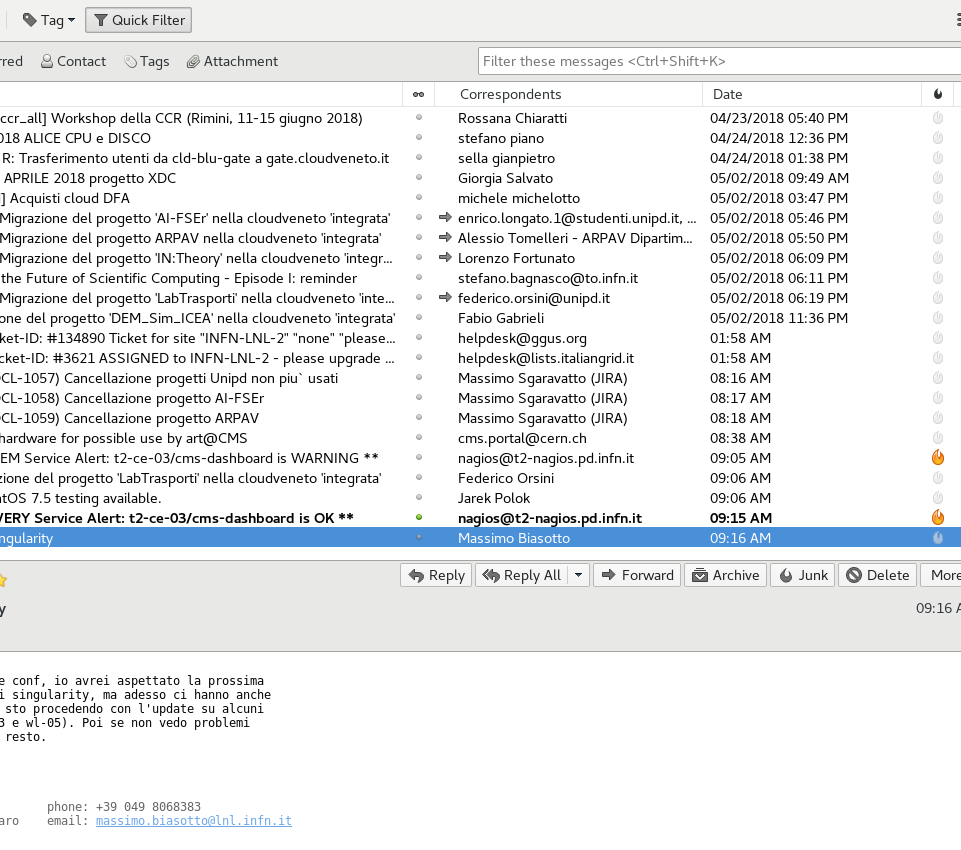 Tag Quick Filter
rred Contact Tags Attachment Filter these messages <Ctrl+Shift+K>
Correspondents Date
ccr_all] Workshop della CCR (Rimini, 11-15 giugno 2018) Rossana Chiaratti 04/23/2018 05:40 PM
018 ALICE CPU e DISCO stefano piano 04/24/2018 12:36 PM
R: Trasferimento utenti da cld-blu-gate a gate.cloudveneto.it sella gianpietro 04/24/2018 01:38 PM
APRILE 2018 progetto XDC Giorgia Salvato 05/02/2018 09:49 AM
] Acquisti cloud DFA michele michelotto 05/02/2018 03:47 PM
Migrazione del progetto 'AI-FSEr' nella cloudveneto 'integrata' enrico.longato.1@studenti.unipd.it, ... 05/02/2018 05:46 PM
Migrazione del progetto ARPAV nella cloudveneto 'integrata' Alessio Tomelleri - ARPAV Dipartim... 05/02/2018 05:50 PM
Migrazione del progetto 'IN:Theory' nella cloudveneto 'integr... Lorenzo Fortunato 05/02/2018 06:09 PM
the Future of Scientific Computing - Episode I: reminder stefano.bagnasco@to.infn.it 05/02/2018 06:11 PM
Migrazione del progetto 'LabTrasporti' nella cloudveneto 'inte... federico.orsini@unipd.it 05/02/2018 06:19 PM
one del progetto 'DEM_Sim_ICEA' nella cloudveneto 'integrata' Fabio Gabrieli 05/02/2018 11:36 PM
ket-ID: #134890 Ticket for site "INFN-LNL-2" "none" "please... helpdesk@ggus.org 01:58 AM
cket-ID: #3621 ASSIGNED to INFN-LNL-2 - please upgrade ... helpdesk@lists.italiangrid.it 01:58 AM
CL-1057) Cancellazione progetti Unipd non piu` usati Massimo Sgaravatto (JIRA) 08:16 AM
CL-1058) Cancellazione progetto AI-FSEr Massimo Sgaravatto (JIRA) 08:17 AM
CL-1059) Cancellazione progetto ARPAV Massimo Sgaravatto (JIRA) 08:18 AM
hardware for possible use by art@CMS cms.portal@cern.ch 08:38 AM
EM Service Alert: t2-ce-03/cms-dashboard is WARNING ** nagios@t2-nagios.pd.infn.it 09:05 AM
zione del progetto 'LabTrasporti' nella cloudveneto 'integrata' Federico Orsini 09:06 AM
tOS 7.5 testing available. Jarek Polok 09:06 AM
VERY Service Alert: t2-ce-03/cms-dashboard is OK ** nagios@t2-nagios.pd.infn.it 09:15 AM
ngularity Massimo Biasotto 09:16 AM
Reply Reply All Forward Archive Junk Delete More
y 09:16 A
e conf, io avrei aspettato la prossima
i singularity, ma adesso ci hanno anche
sto procedendo con l'update su alcuni
3 e wl-05). Poi se non vedo problemi
resto.
phone: +39 049 8068383
aro email: massimo.biasotto@lnl.infn.it